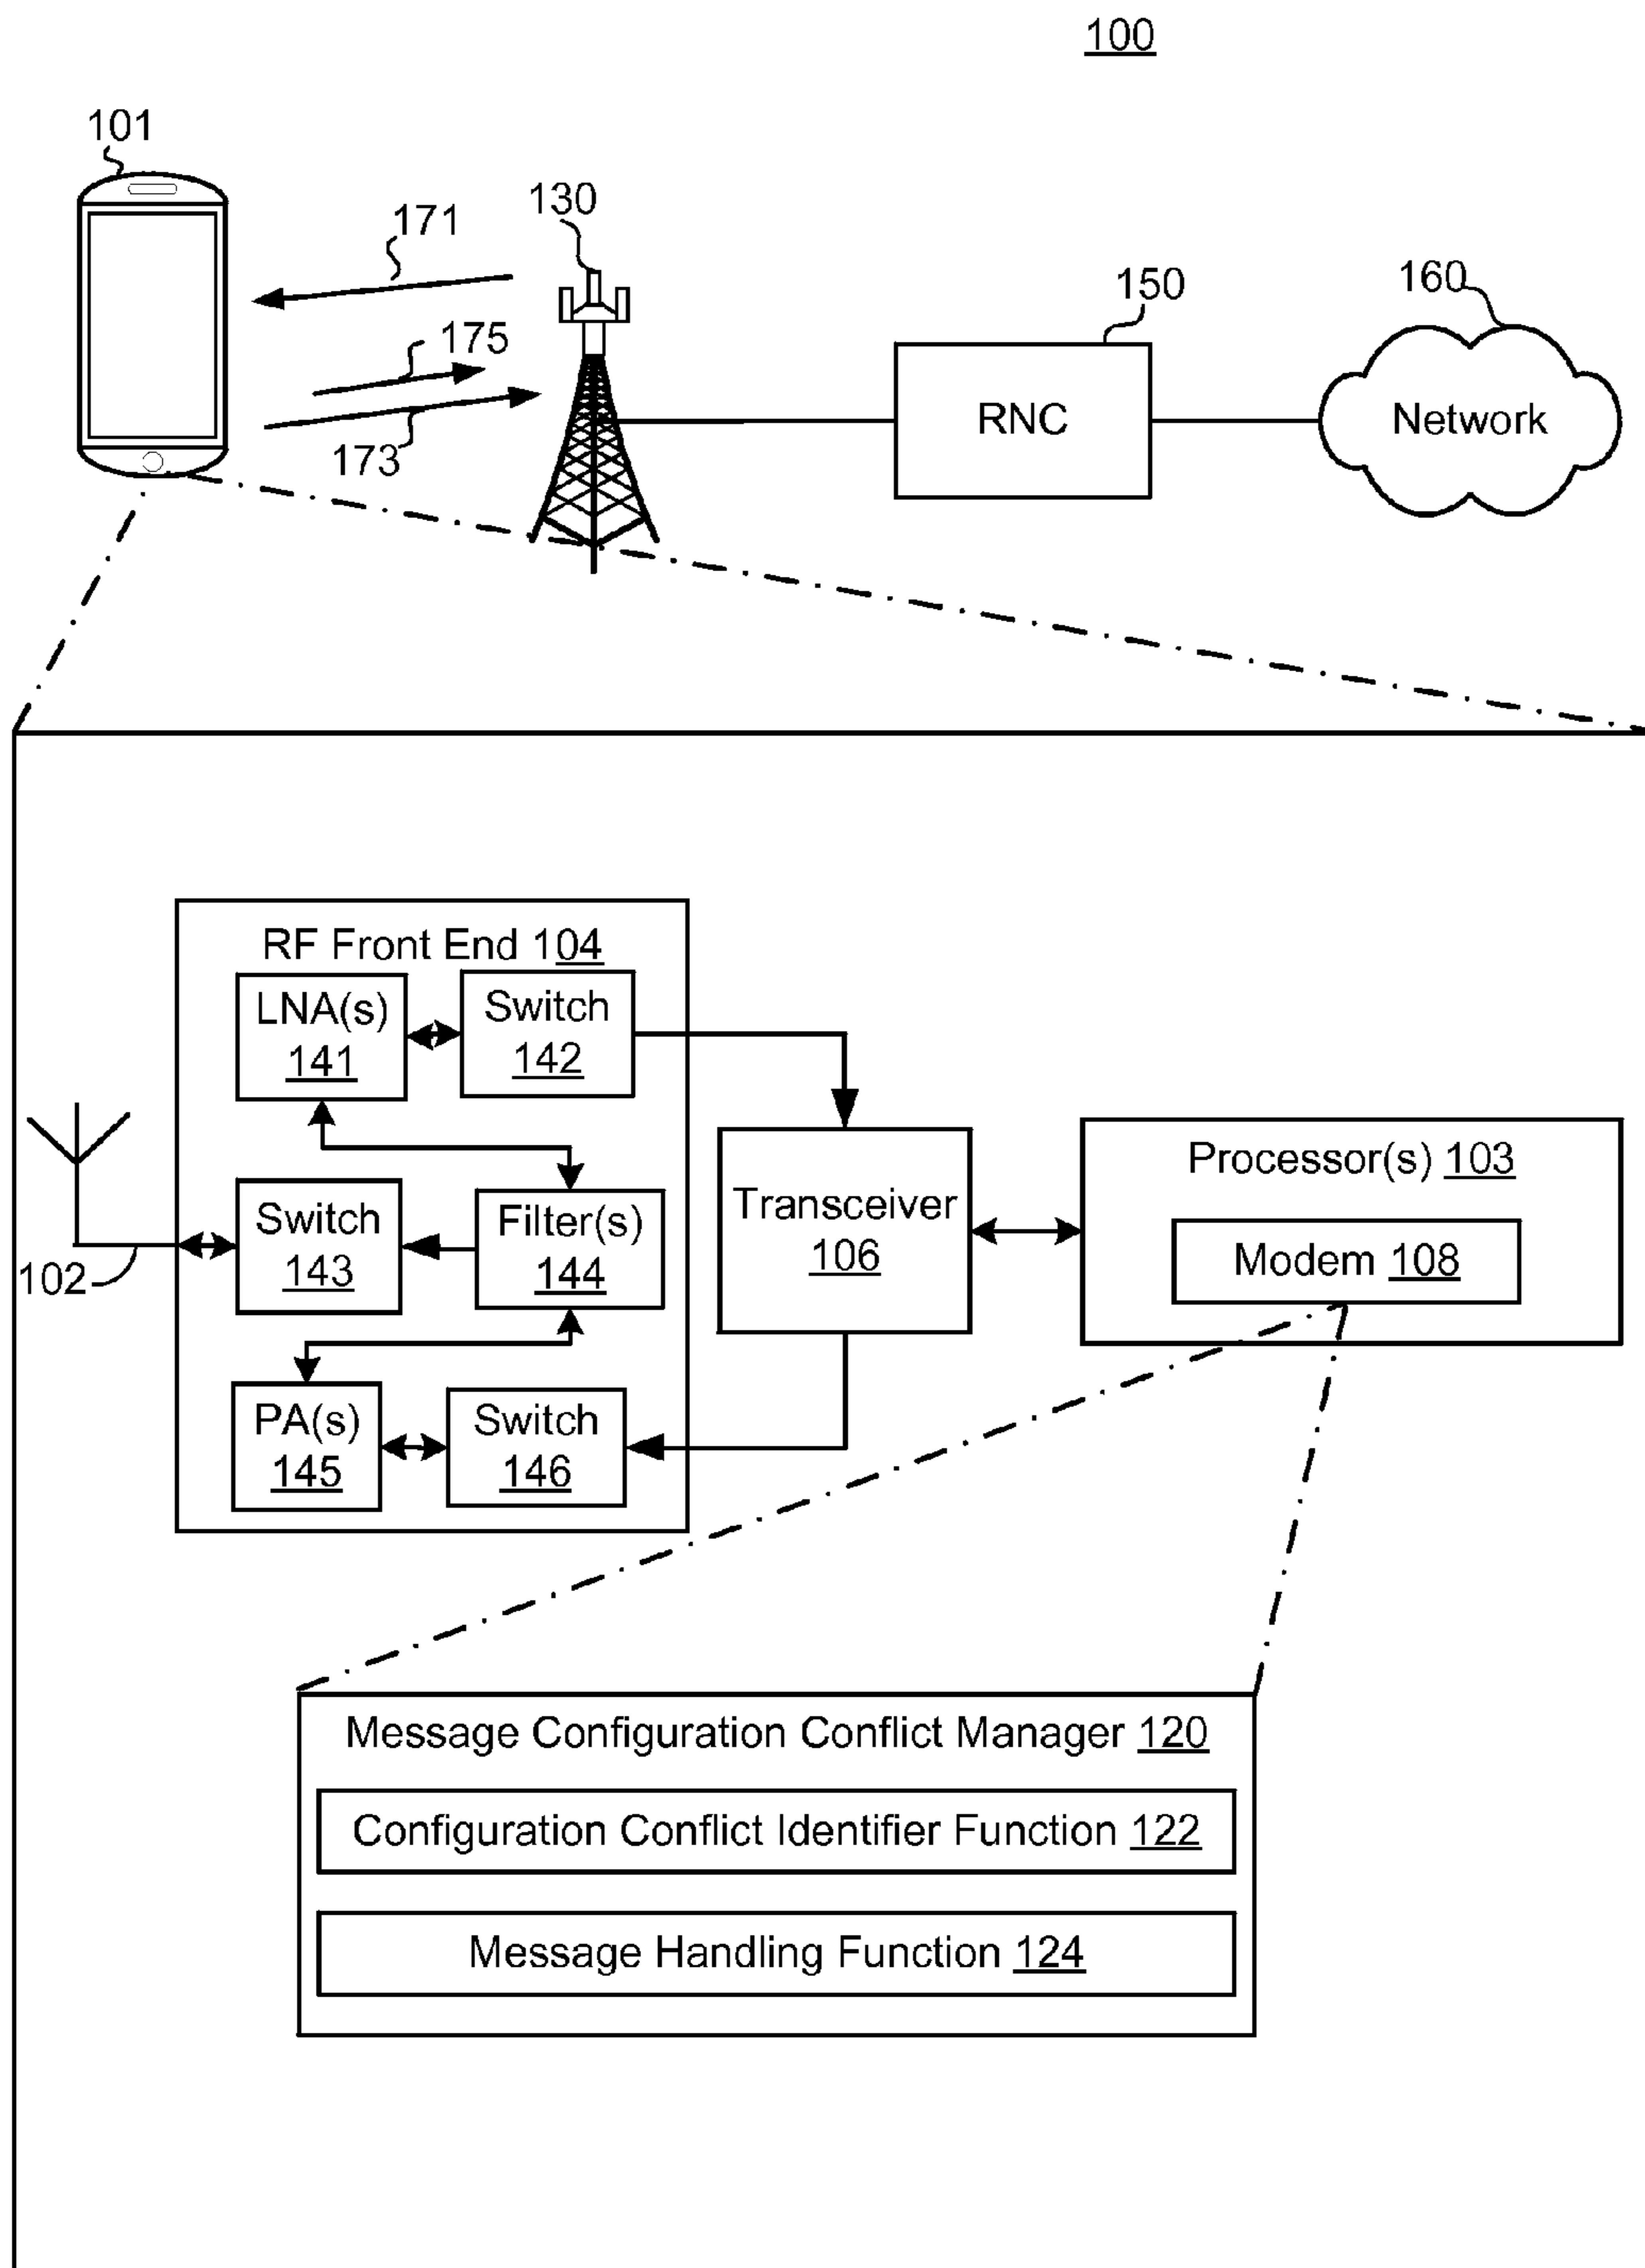 100
101
171
130
175
173
150
160
RNC
Network
RF Front End 104
LNA(s)
141
Switch
142
Switch
143
Filter(s)
144
102
PA(s)
145
Switch
146
Transceiver
106
Processor(s) 103
Modem 108
Message Configuration Conflict Manager 120
Configuration Conflict Identifier Function 122
Message Handling Function 124